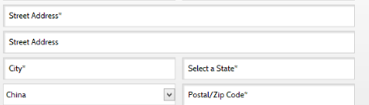 Street Address*
Street Address
City* Select a State*
China Postal/Zip Code*